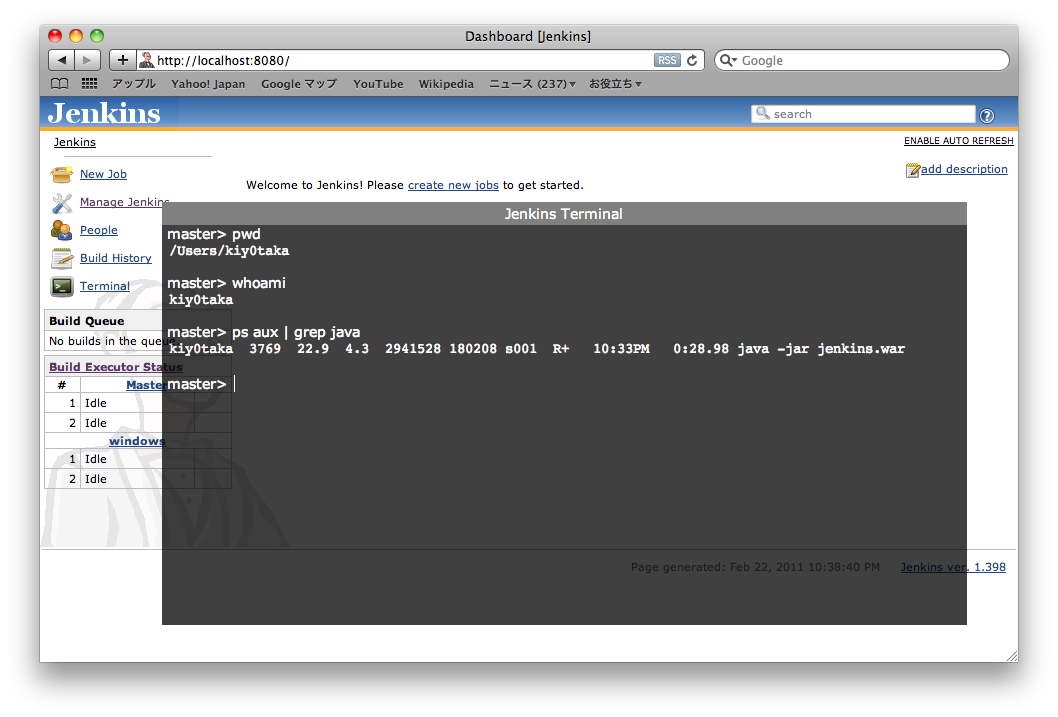 Dashboard [Jenkins]
http://localhost:8080/
RSS
Google
アップル Yahoo! Japan Google マップ YouTube Wikipedia ニュース (237)▾ お役立ち▾
Jenkins
search
?
Jenkins
ENABLE AUTO REFRESH
New Job
add description
Welcome to Jenkins! Please create new jobs to get started.
Manage Jenkins
People
Build History
Terminal
Build Queue
No builds in the queue.
Build Executor Status
# Master
1 Idle
2 Idle
windows
1 Idle
2 Idle
Jenkins Terminal
master> pwd
/Users/kiy0taka
master> whoami
kiy0taka
master> ps aux | grep java
kiy0taka 3769 22.9 4.3 2941528 180208 s001 R+ 10:33PM 0:28.98 java -jar jenkins.war
master>
Page generated: Feb 22, 2011 10:38:40 PM Jenkins ver. 1.398